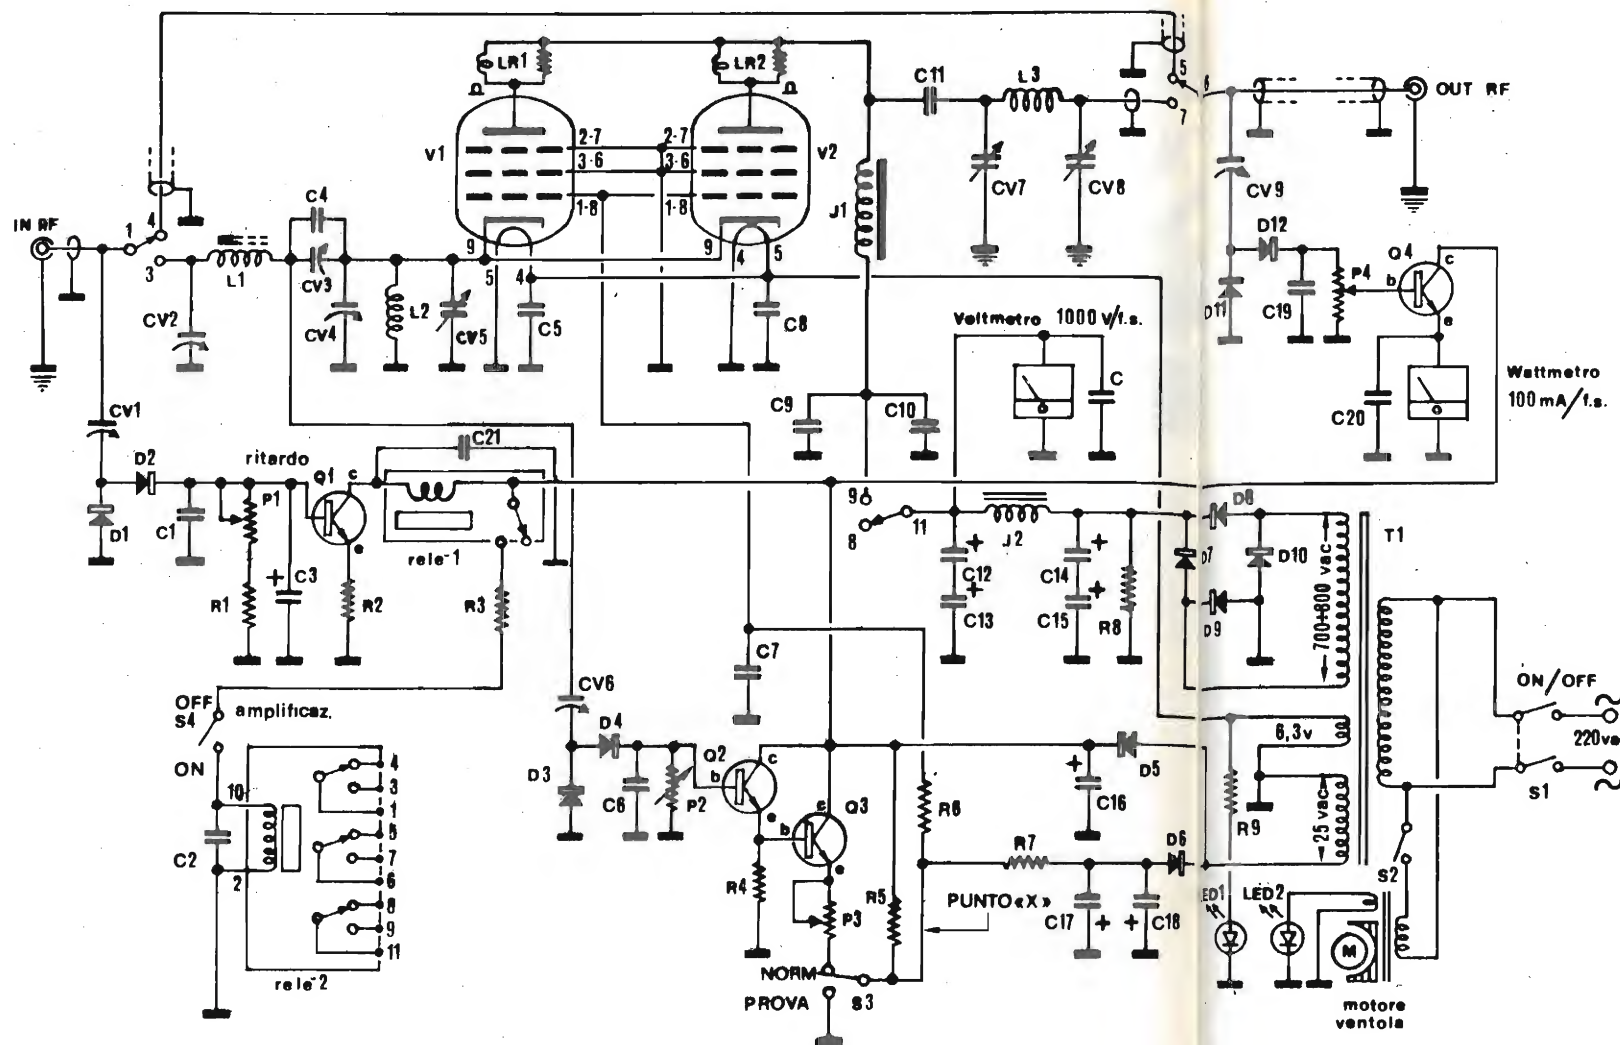 LR1
LR2
C11
L3
5
6
7
OUT RF
V1
V2
2-7
3-6
1-8
2-7
3-6
1-8
CV7
CV8
CV9
J1
C4
IN RF
1
4
3
L1
CV3
CV2
CV4
L2
CV5
9
5
4
C5
9
4
5
C8
D12
Q4
c
b
e
P4
D11
C19
Voltmetro 1000 V/f.s.
C
C9
C10
C20
Wattmetro
100 mA/f.s.
CV1
D2
ritardo
C21
Q1
c
e
P1
D1
C1
R1
C3
+
R2
rele-1
R3
9
8
11
J2
+
C12
+
C13
+
C14
+
C15
R8
D8
D7
D10
D9
700÷800 vac
T1
C7
OFF
S4
amplificaz.
ON
CV6
D4
D3
C6
P2
Q2
b
c
e
Q3
b
c
e
R4
P3
R5
R6
R7
PUNTO «X»
+
C16
D5
D6
C17
+
+
C18
6,3v
25 vac
R9
ON/OFF
220va
S1
S2
10
C2
2
4
3
1
5
7
6
8
9
11
rele-2
NORM
PROVA
S3
LED1
LED2
M
motore
ventola